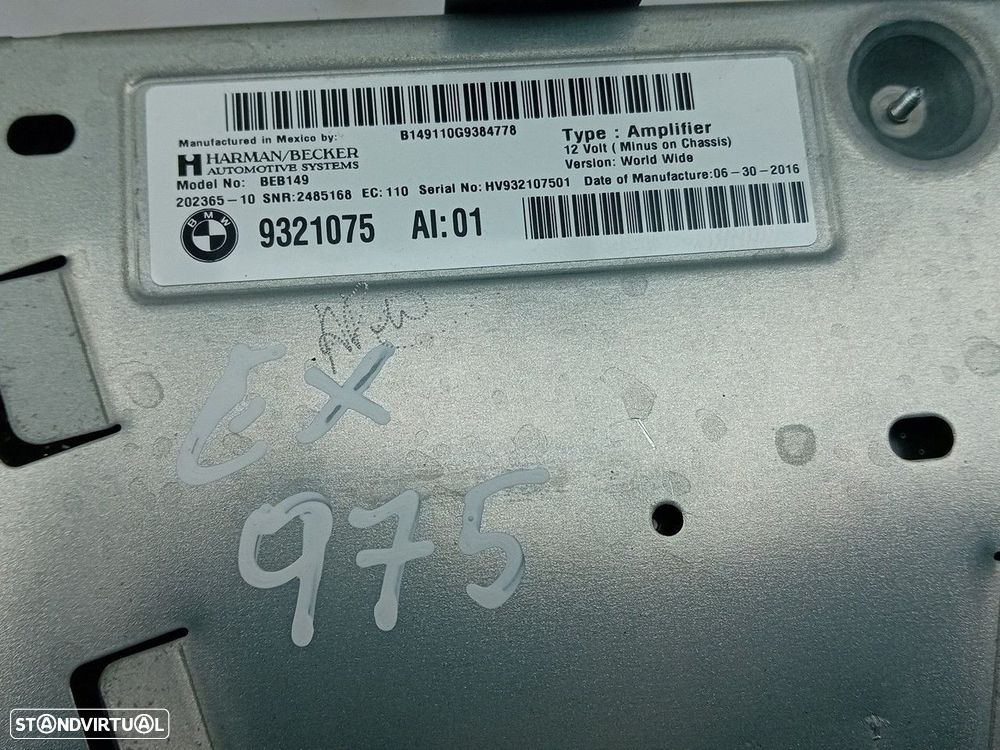 B149110G9384778
Manufactured in Mexico by:
HARMAN/BECKER
AUTOMOTIVE SYSTEMS
Type : Amplifier
12 Volt ( Minus on Chassis)
Version: World Wide
Model No: BEB149
202365-10 SNR:2485168 EC: 110 Serial No: HV932107501 Date of Manufacture:06-30-2016
BMW 9321075 AI:01
EX
975
STANDVIRTUAL